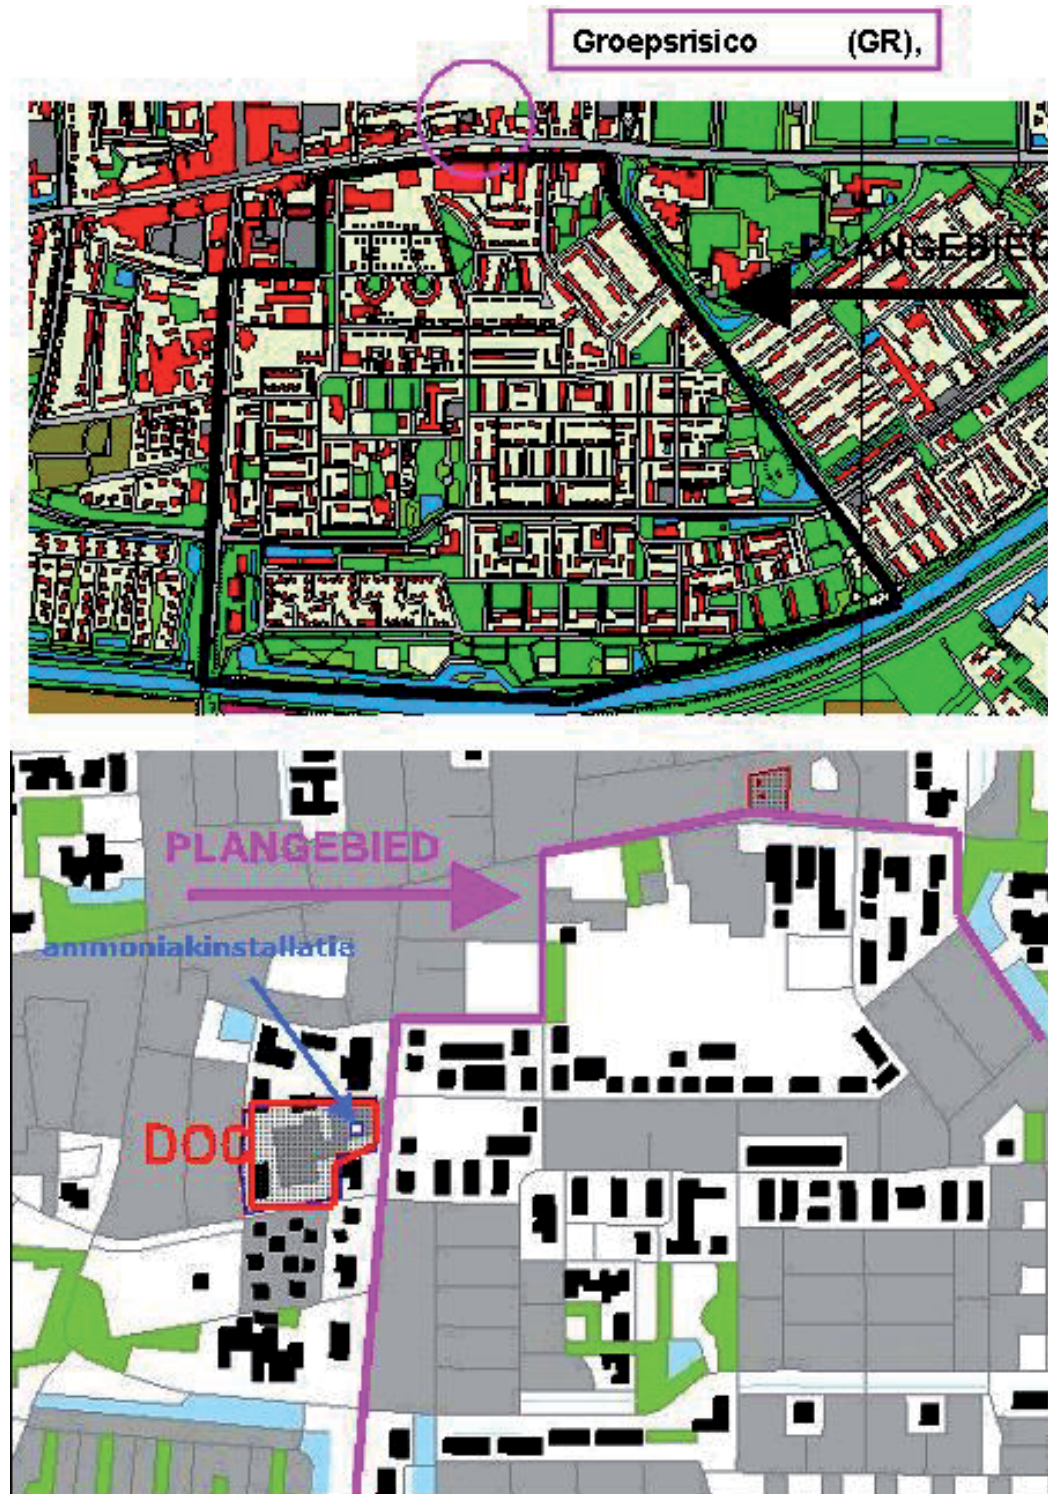 Groepsrisico (GR),
PLANGEBIED
PLANGEBIED
ammoniakinstallatie
DOC